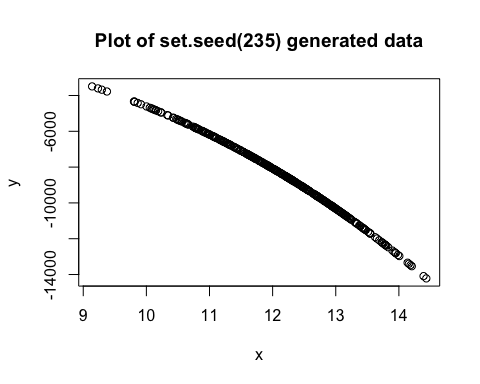 Plot of set.seed(235) generated data
y
-6000
-10000
-14000
9 10 11 12 13 14
x